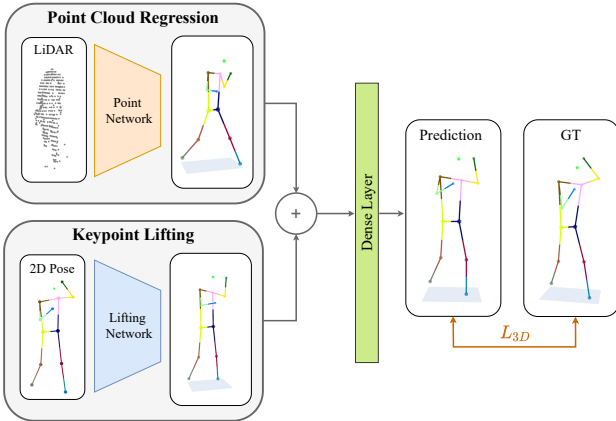 Point Cloud Regression
LiDAR
Point
Network
Keypoint Lifting
2D Pose
Lifting
Network
+
Dense Layer
Prediction
GT
L3D